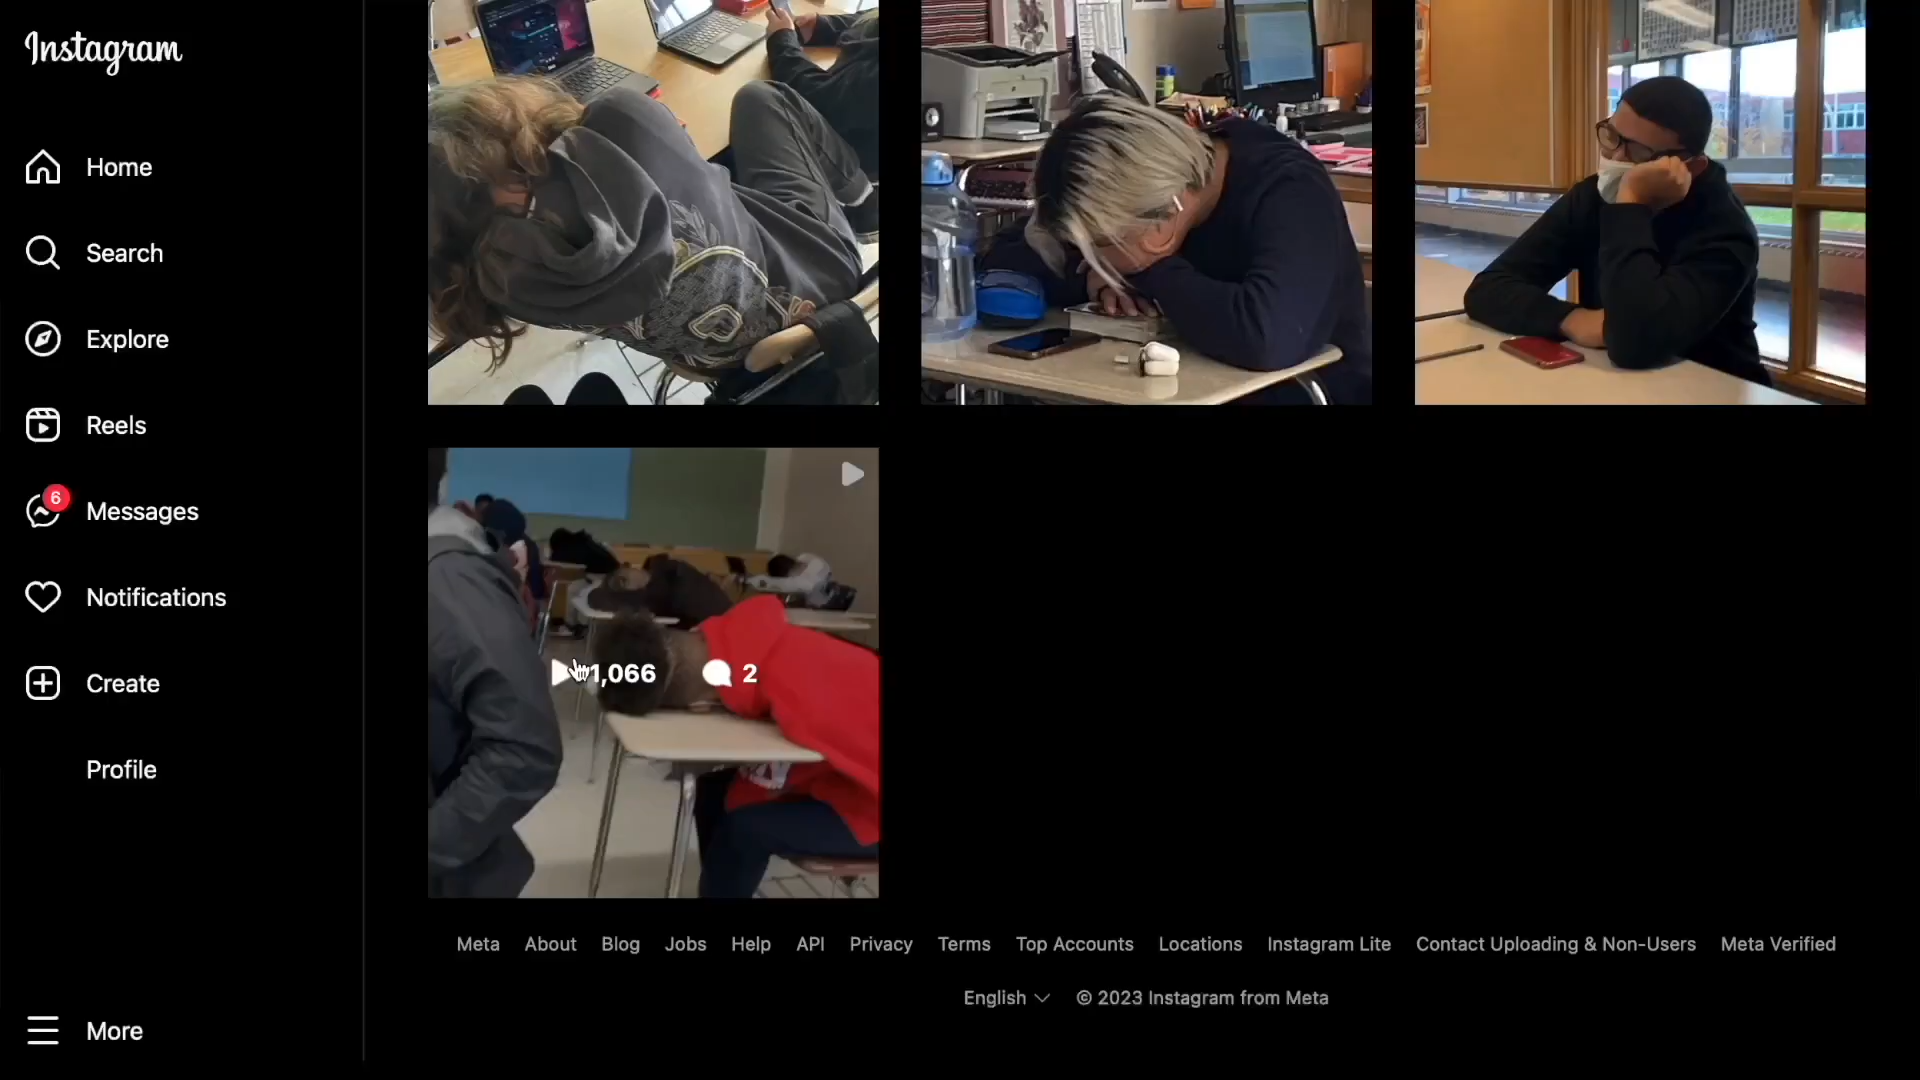 Instagram
Home
Search
Explore
Reels
6
Messages
Notifications
Create
Profile
More
1,066
2
Meta
About
Blog
Jobs
Help
API
Privacy
Terms
Top Accounts
Locations
Instagram Lite
Contact Uploading & Non-Users
Meta Verified
English
© 2023 Instagram from Meta